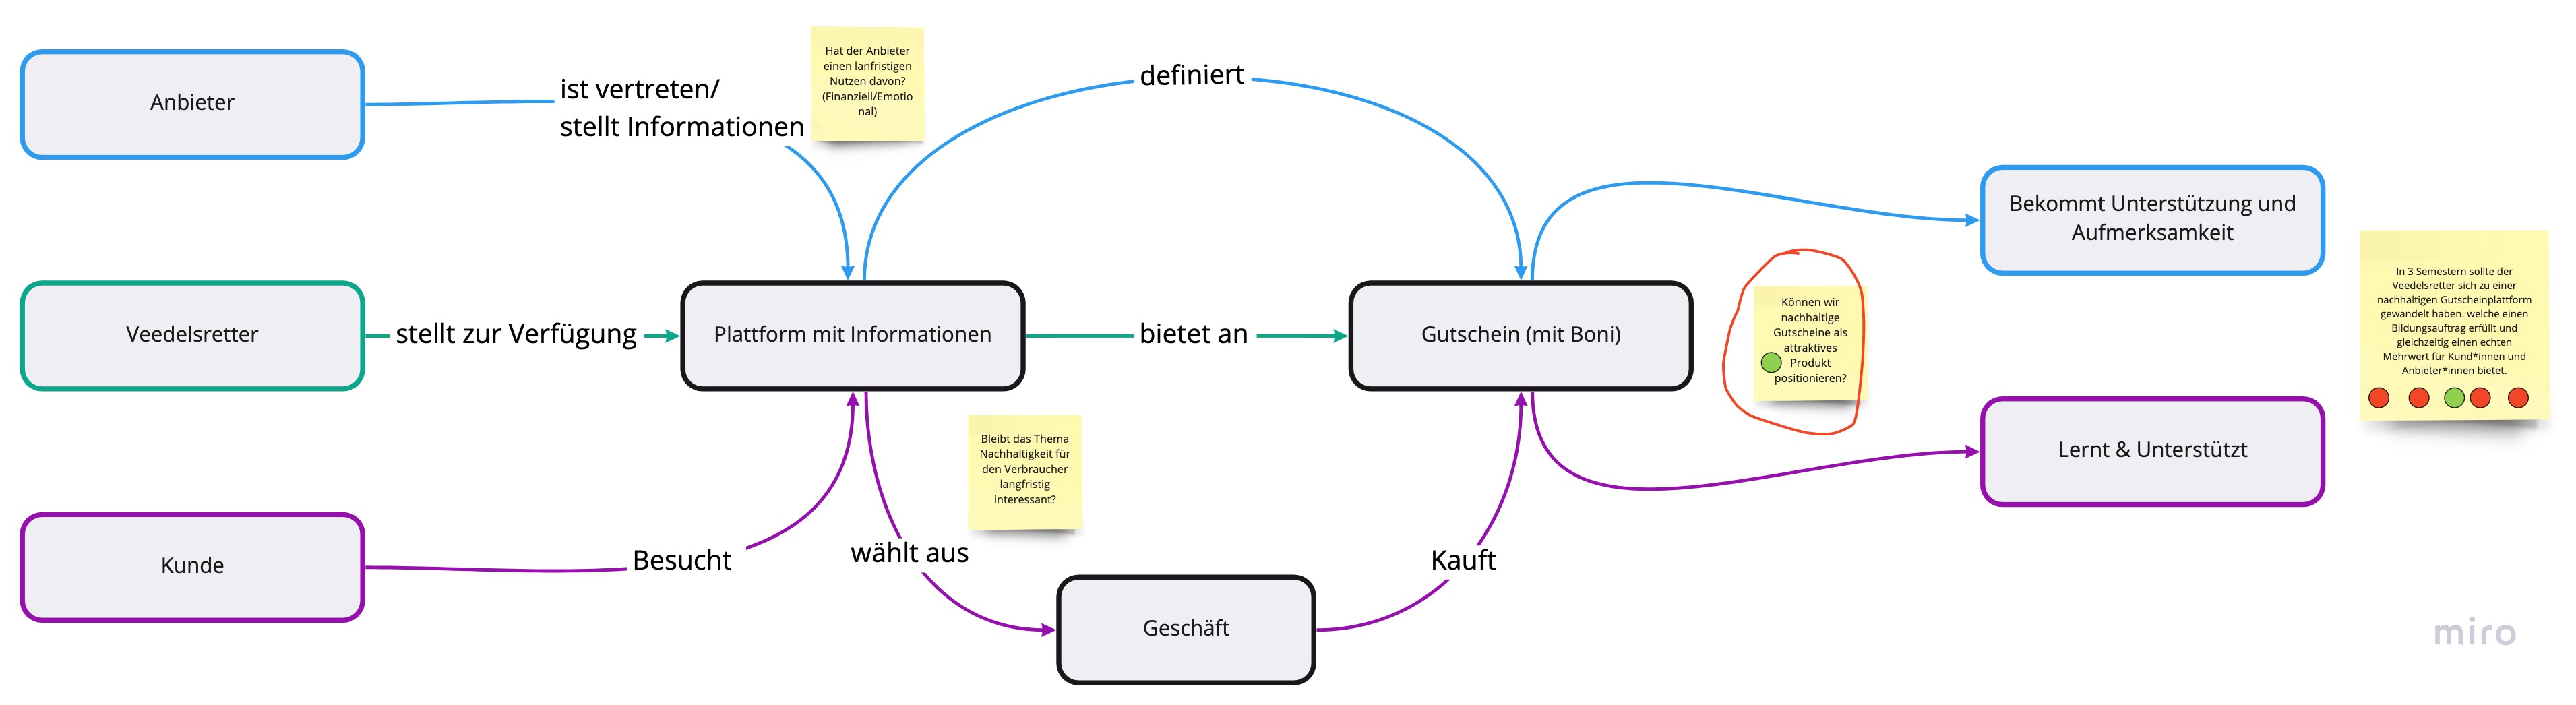 Anbieter
ist vertreten/
stellt Informationen
Hat der Anbieter
einen lanfristigen
Nutzen davon?
(Finanziell/Emotio
nal)
definiert
Bekommt Unterstützung und
Aufmerksamkeit
Veedelsretter
stellt zur Verfügung
Plattform mit Informationen
bietet an
Gutschein (mit Boni)
Können wir
nachhaltige
Gutscheine als
attraktives
Produkt
positionieren?
In 3 Semestern sollte der
Veedelsretter sich zu einer
nachhaltigen Gutscheinplattform
gewandelt haben. welche einen
Bildungsauftrag erfüllt und
gleichzeitig einen echten
Mehrwert für Kund*innen und
Anbieter*innen bietet.
Bleibt das Thema
Nachhaltigkeit für
den Verbraucher
langfristig
interessant?
Lernt & Unterstützt
Kunde
Besucht
wählt aus
Kauft
Geschäft
miro